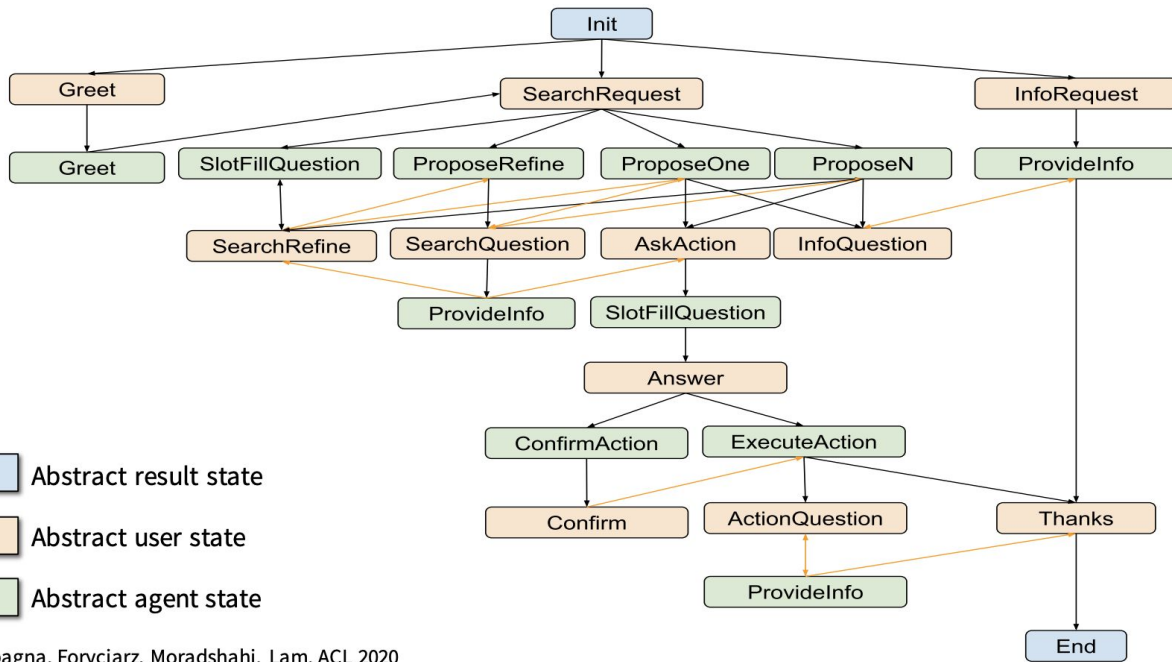 Init
Greet
SearchRequest
InfoRequest
Greet
SlotFillQuestion
ProposeRefine
ProposeOne
ProposeN
ProvideInfo
SearchRefine
SearchQuestion
AskAction
InfoQuestion
ProvideInfo
SlotFillQuestion
Answer
ConfirmAction
ExecuteAction
Abstract result state
Confirm
ActionQuestion
Thanks
Abstract user state
ProvideInfo
Abstract agent state
End
Foryciarz, Moradshahi, Lam, ACL 2020